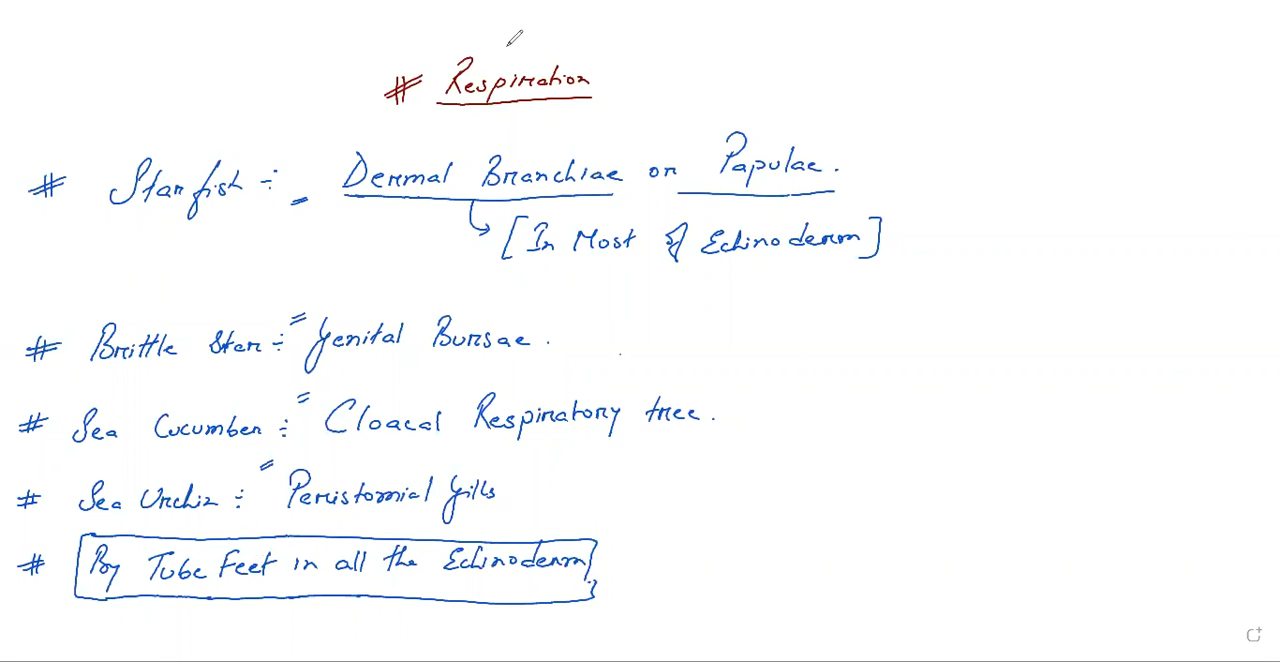 # Respiration
# Starfish ÷ Dermal Branchiae or Papulae.
[In Most of Echinoderm]
# Brittle Star ÷ Genital Bursae.
# Sea Cucumber ÷ Cloacal Respiratory tree.
# Sea Urchin ÷ Peristomial Gills
# By Tube Feet in all the Echinoderm